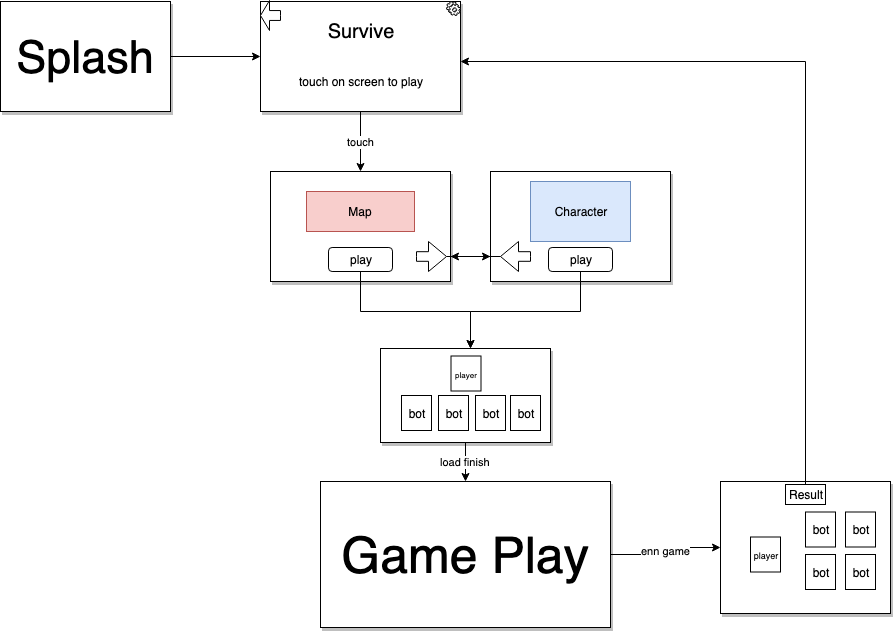 Splash
Survive
touch on screen to play
touch
Map
play
Character
play
player
bot bot bot bot
load finish
Game Play
enn game
Result
bot bot
player
bot bot